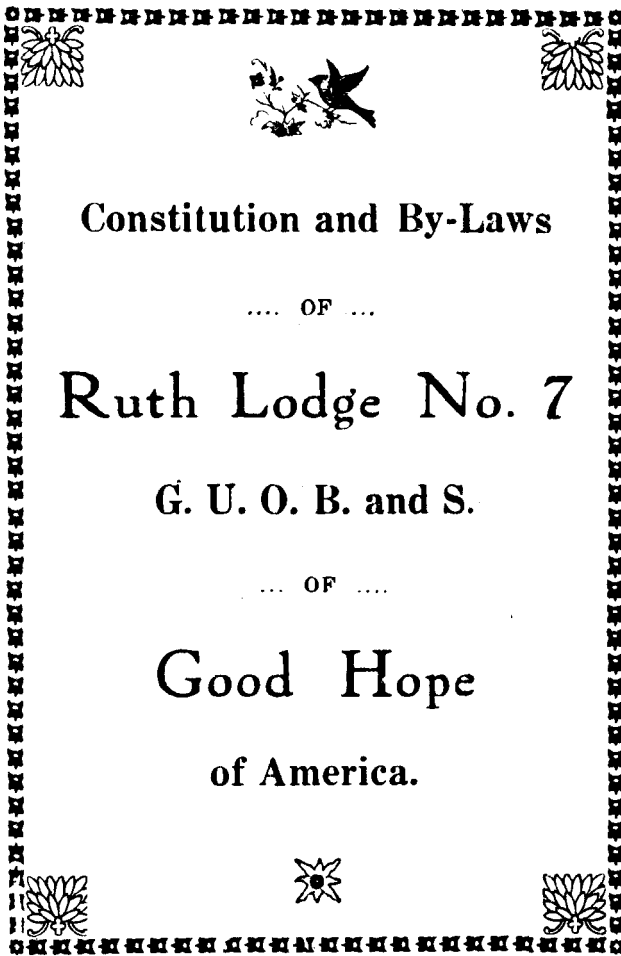 Constitution and By-Laws
.... OF ...
Ruth Lodge No. 7
G. U. O. B. and S.
... OF ....
Good Hope
of America.